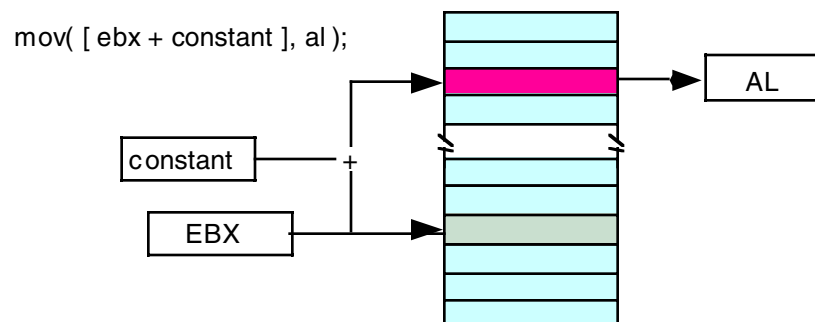 mov( [ ebx + constant ], al );
AL
constant
+
EBX